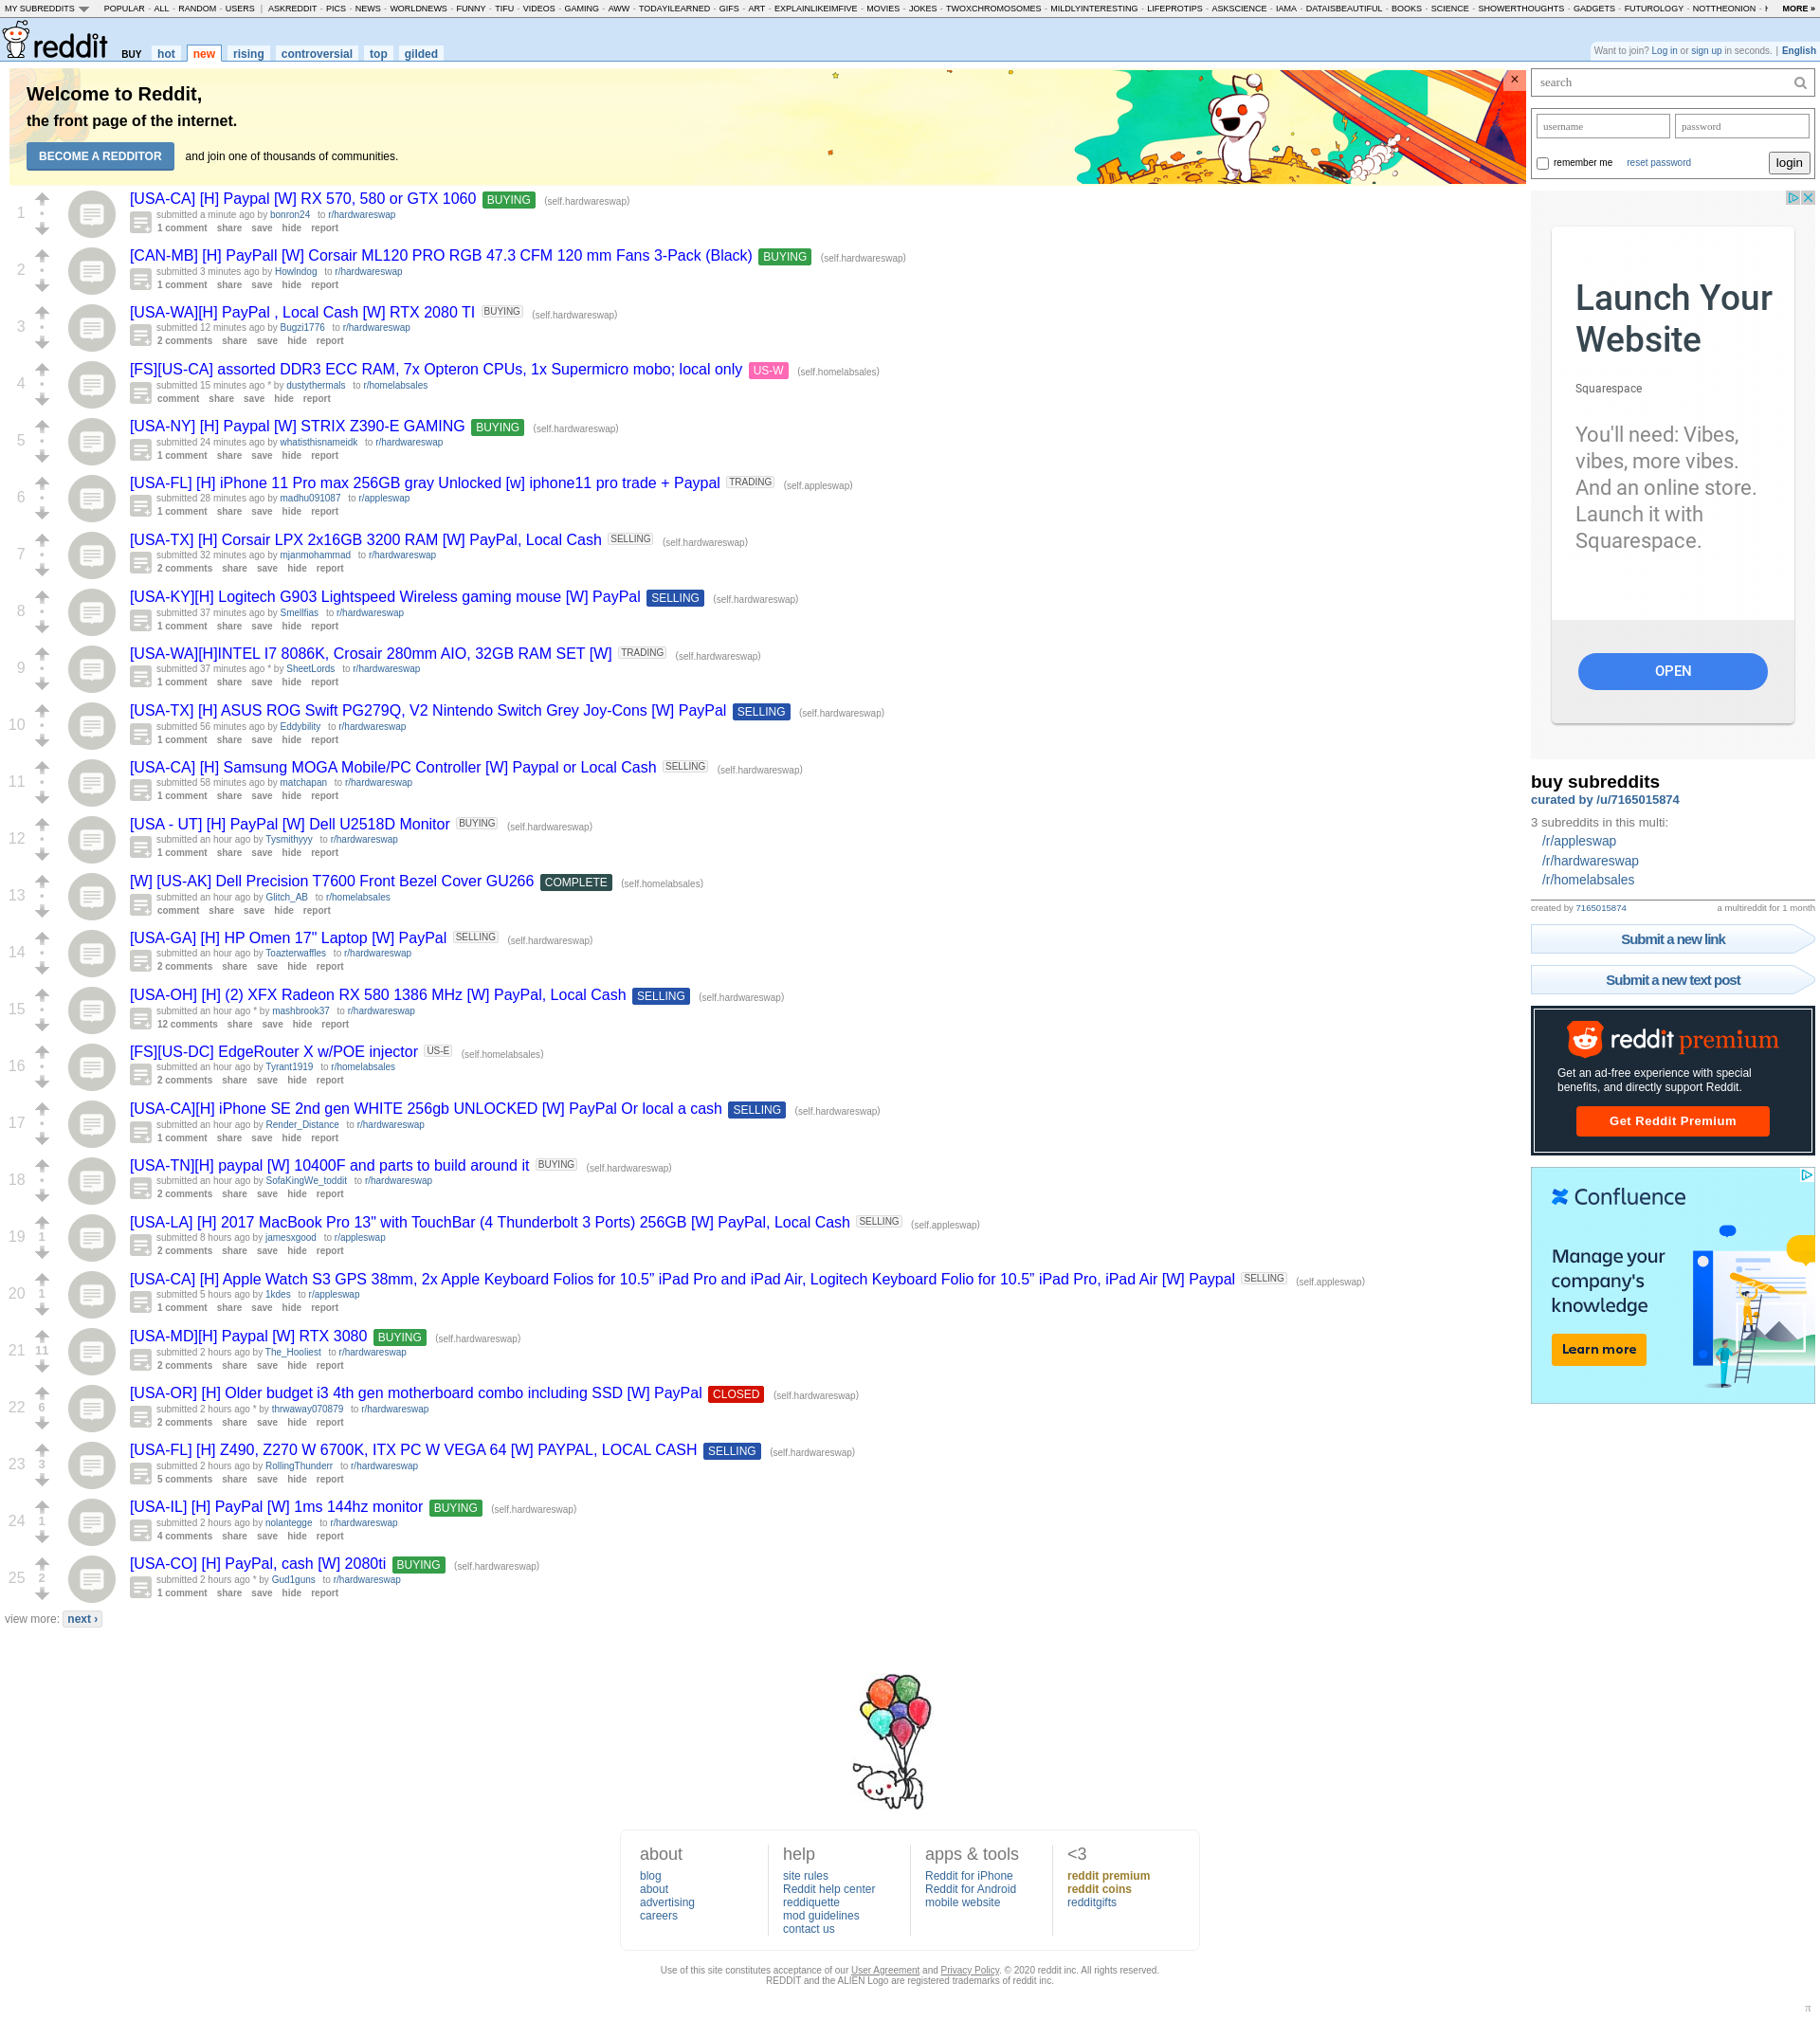 MY SUBREDDITS POPULAR - ALL - RANDOM - USERS | ASKREDDIT - PICS - NEWS - WORLDNEWS - FUNNY - TIFU - VIDEOS - GAMING - AWW - TODAYILEARNED - GIFS - ART - EXPLAINLIKEIMFIVE - MOVIES - JOKES - TWOXCHROMOSOMES - MILDLYINTERESTING - LIFEPROTIPS - ASKSCIENCE - IAMA - DATAISBEAUTIFUL - BOOKS - SCIENCE - SHOWERTHOUGHTS - GADGETS - FUTUROLOGY - NOTTHEONION - MORE »
reddit BUY hot new rising controversial top gilded
Want to join? Log in or sign up in seconds. | English
Welcome to Reddit,
the front page of the internet.
BECOME A REDDITOR and join one of thousands of communities.
×
1
[USA-CA] [H] Paypal [W] RX 570, 580 or GTX 1060 BUYING (self.hardwareswap)
submitted a minute ago by bonron24 to r/hardwareswap
1 comment share save hide report
2
[CAN-MB] [H] PayPall [W] Corsair ML120 PRO RGB 47.3 CFM 120 mm Fans 3-Pack (Black) BUYING (self.hardwareswap)
submitted 3 minutes ago by Howlndog to r/hardwareswap
1 comment share save hide report
3
[USA-WA][H] PayPal , Local Cash [W] RTX 2080 TI BUYING (self.hardwareswap)
submitted 12 minutes ago by Bugzi1776 to r/hardwareswap
2 comments share save hide report
4
[FS][US-CA] assorted DDR3 ECC RAM, 7x Opteron CPUs, 1x Supermicro mobo; local only US-W (self.homelabsales)
submitted 15 minutes ago * by dustythermals to r/homelabsales
comment share save hide report
5
[USA-NY] [H] Paypal [W] STRIX Z390-E GAMING BUYING (self.hardwareswap)
submitted 24 minutes ago by whatisthisnameidk to r/hardwareswap
1 comment share save hide report
6
[USA-FL] [H] iPhone 11 Pro max 256GB gray Unlocked [w] iphone11 pro trade + Paypal TRADING (self.appleswap)
submitted 28 minutes ago by madhu091087 to r/appleswap
1 comment share save hide report
7
[USA-TX] [H] Corsair LPX 2x16GB 3200 RAM [W] PayPal, Local Cash SELLING (self.hardwareswap)
submitted 32 minutes ago by mjanmohammad to r/hardwareswap
2 comments share save hide report
8
[USA-KY][H] Logitech G903 Lightspeed Wireless gaming mouse [W] PayPal SELLING (self.hardwareswap)
submitted 37 minutes ago by Smellfias to r/hardwareswap
1 comment share save hide report
9
[USA-WA][H]INTEL I7 8086K, Crosair 280mm AIO, 32GB RAM SET [W] TRADING (self.hardwareswap)
submitted 37 minutes ago * by SheetLords to r/hardwareswap
1 comment share save hide report
10
[USA-TX] [H] ASUS ROG Swift PG279Q, V2 Nintendo Switch Grey Joy-Cons [W] PayPal SELLING (self.hardwareswap)
submitted 56 minutes ago by Eddybility to r/hardwareswap
1 comment share save hide report
11
[USA-CA] [H] Samsung MOGA Mobile/PC Controller [W] Paypal or Local Cash SELLING (self.hardwareswap)
submitted 58 minutes ago by matchapan to r/hardwareswap
1 comment share save hide report
12
[USA - UT] [H] PayPal [W] Dell U2518D Monitor BUYING (self.hardwareswap)
submitted an hour ago by Tysmithyyy to r/hardwareswap
1 comment share save hide report
13
[W] [US-AK] Dell Precision T7600 Front Bezel Cover GU266 COMPLETE (self.homelabsales)
submitted an hour ago by Glitch_AB to r/homelabsales
comment share save hide report
14
[USA-GA] [H] HP Omen 17" Laptop [W] PayPal SELLING (self.hardwareswap)
submitted an hour ago by Toazterwaffles to r/hardwareswap
2 comments share save hide report
15
[USA-OH] [H] (2) XFX Radeon RX 580 1386 MHz [W] PayPal, Local Cash SELLING (self.hardwareswap)
submitted an hour ago * by mashbrook37 to r/hardwareswap
12 comments share save hide report
16
[FS][US-DC] EdgeRouter X w/POE injector US-E (self.homelabsales)
submitted an hour ago by Tyrant1919 to r/homelabsales
2 comments share save hide report
17
[USA-CA][H] iPhone SE 2nd gen WHITE 256gb UNLOCKED [W] PayPal Or local a cash SELLING (self.hardwareswap)
submitted an hour ago by Render_Distance to r/hardwareswap
1 comment share save hide report
18
[USA-TN][H] paypal [W] 10400F and parts to build around it BUYING (self.hardwareswap)
submitted an hour ago by SofaKingWe_toddit to r/hardwareswap
2 comments share save hide report
19 1
[USA-LA] [H] 2017 MacBook Pro 13" with TouchBar (4 Thunderbolt 3 Ports) 256GB [W] PayPal, Local Cash SELLING (self.appleswap)
submitted 8 hours ago by jamesxgood to r/appleswap
2 comments share save hide report
20 1
[USA-CA] [H] Apple Watch S3 GPS 38mm, 2x Apple Keyboard Folios for 10.5” iPad Pro and iPad Air, Logitech Keyboard Folio for 10.5” iPad Pro, iPad Air [W] Paypal SELLING (self.appleswap)
submitted 5 hours ago by 1kdes to r/appleswap
1 comment share save hide report
21 11
[USA-MD][H] Paypal [W] RTX 3080 BUYING (self.hardwareswap)
submitted 2 hours ago by The_Hooliest to r/hardwareswap
2 comments share save hide report
22 6
[USA-OR] [H] Older budget i3 4th gen motherboard combo including SSD [W] PayPal CLOSED (self.hardwareswap)
submitted 2 hours ago * by thrwaway070879 to r/hardwareswap
2 comments share save hide report
23 3
[USA-FL] [H] Z490, Z270 W 6700K, ITX PC W VEGA 64 [W] PAYPAL, LOCAL CASH SELLING (self.hardwareswap)
submitted 2 hours ago by RollingThunderr to r/hardwareswap
5 comments share save hide report
24 1
[USA-IL] [H] PayPal [W] 1ms 144hz monitor BUYING (self.hardwareswap)
submitted 2 hours ago by nolantegge to r/hardwareswap
4 comments share save hide report
25 2
[USA-CO] [H] PayPal, cash [W] 2080ti BUYING (self.hardwareswap)
submitted 2 hours ago * by Gud1guns to r/hardwareswap
1 comment share save hide report
view more: next ›
search
username password
remember me reset password login
Launch Your
Website
Squarespace
You'll need: Vibes,
vibes, more vibes.
And an online store.
Launch it with
Squarespace.
OPEN
buy subreddits
curated by /u/7165015874
3 subreddits in this multi:
/r/appleswap
/r/hardwareswap
/r/homelabsales
created by 7165015874 a multireddit for 1 month
Submit a new link
Submit a new text post
reddit premium
Get an ad-free experience with special
benefits, and directly support Reddit.
Get Reddit Premium
Confluence
Manage your
company's
knowledge
Learn more
about
blog
about
advertising
careers
help
site rules
Reddit help center
reddiquette
mod guidelines
contact us
apps & tools
Reddit for iPhone
Reddit for Android
mobile website
<3
reddit premium
reddit coins
redditgifts
Use of this site constitutes acceptance of our User Agreement and Privacy Policy. © 2020 reddit inc. All rights reserved.
REDDIT and the ALIEN Logo are registered trademarks of reddit inc.
π